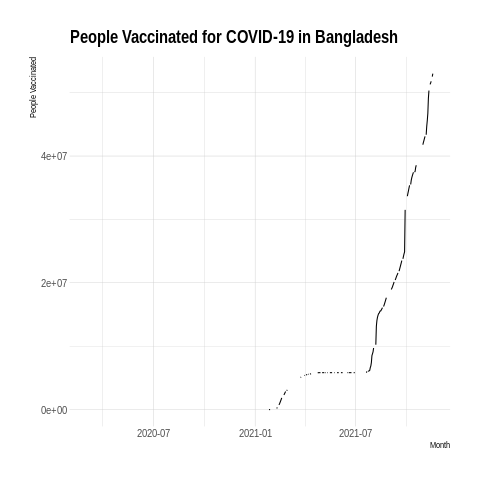 People Vaccinated for COVID-19 in Bangladesh
People Vaccinated
4e+07
2e+07
0e+00
2020-07
2021-01
2021-07
Month